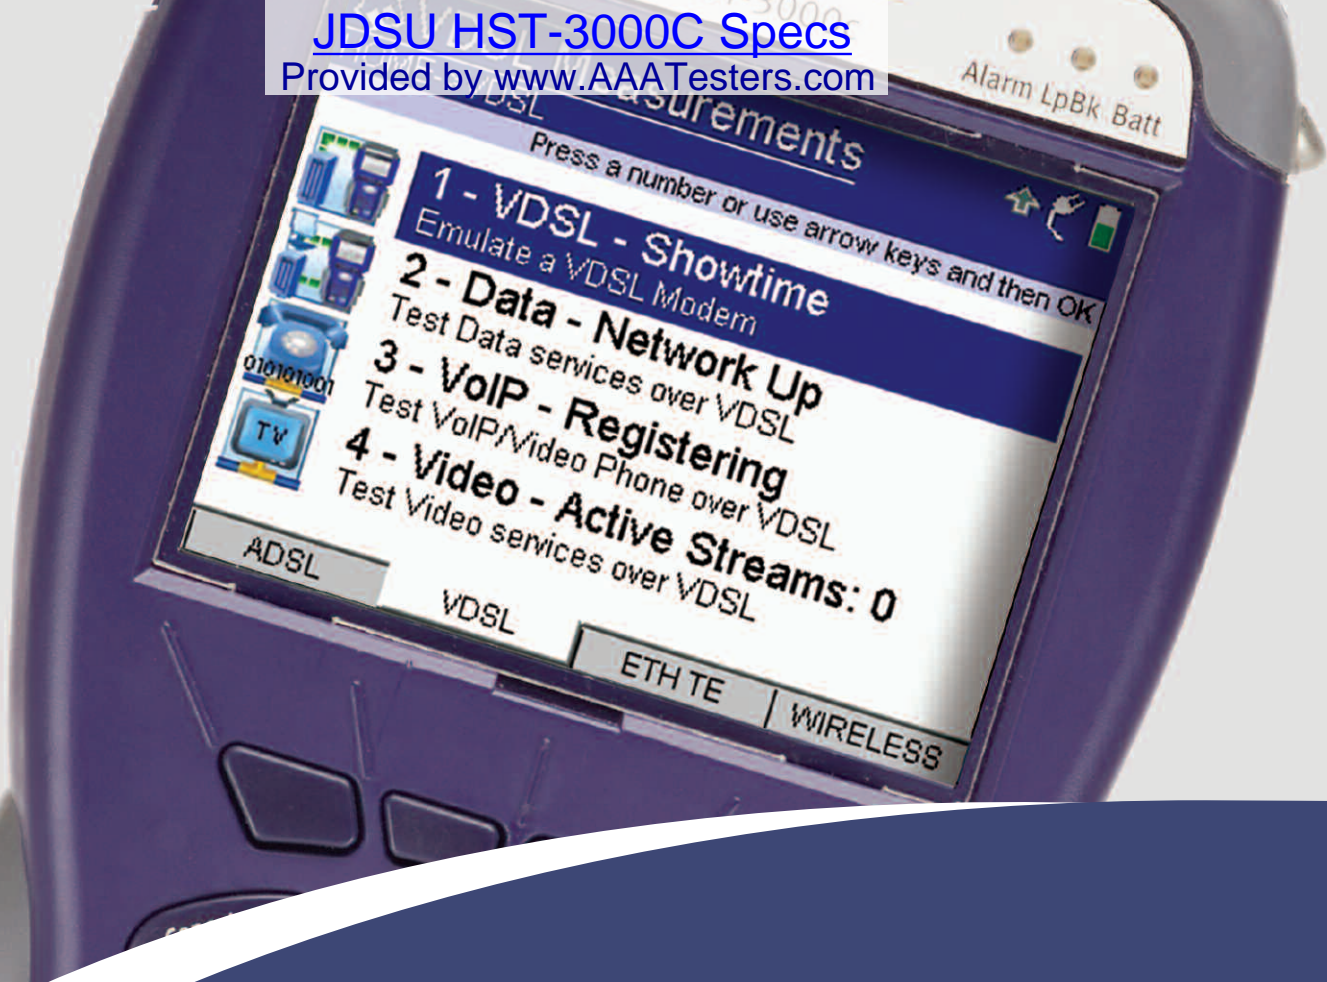 JDSU HST-3000C Specs
Provided by www.AAATesters.com
Alarm LpBk Batt
VDSL
Press a number or use arrow keys and then OK
1 - VDSL - Showtime
Emulate a VDSL Modem
2 - Data - Network Up
Test Data services over VDSL
3 - VoIP - Registering
Test VoIP/Video Phone over VDSL
4 - Video - Active Streams: 0
Test Video services over VDSL
010101001
TV
ADSL
VDSL
ETH TE
WIRELESS